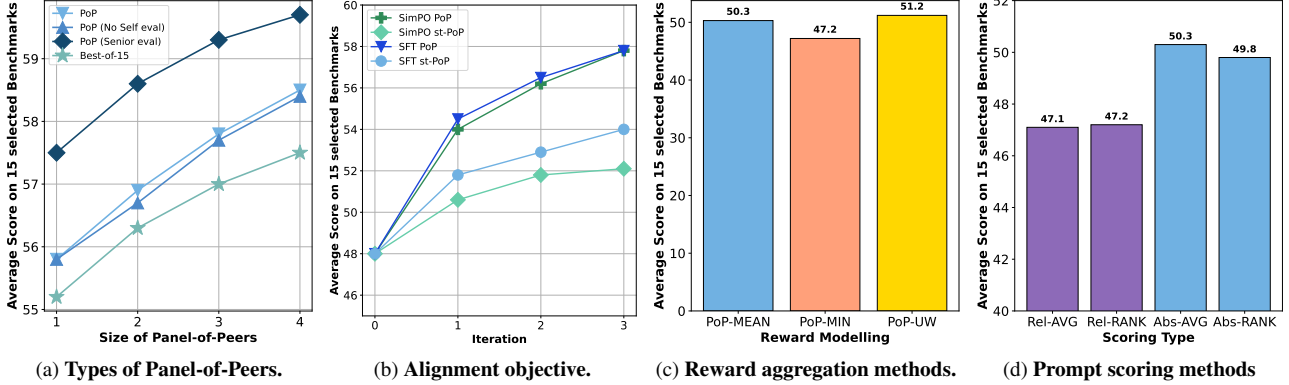 Average Score on 15 selected Benchmarks
59
58
57
56
55
PoP
PoP (No Self eval)
PoP (Senior eval)
Best-of-15
1 2 3 4
Size of Panel-of-Peers
(a) Types of Panel-of-Peers.
Average Score on 15 selected Benchmarks
60
58
56
54
52
50
48
46
SimPO PoP
SimPO st-PoP
SFT PoP
SFT st-PoP
0 1 2 3
Iteration
(b) Alignment objective.
Average Score on 15 selected Benchmarks
50
40
30
20
10
0
50.3
47.2
51.2
PoP-MEAN PoP-MIN PoP-UW
Reward Modelling
(c) Reward aggregation methods.
Average Score on 15 selected Benchmarks
52
50
48
46
44
42
40
47.1
47.2
50.3
49.8
Rel-AVG Rel-RANK Abs-AVG Abs-RANK
Scoring Type
(d) Prompt scoring methods